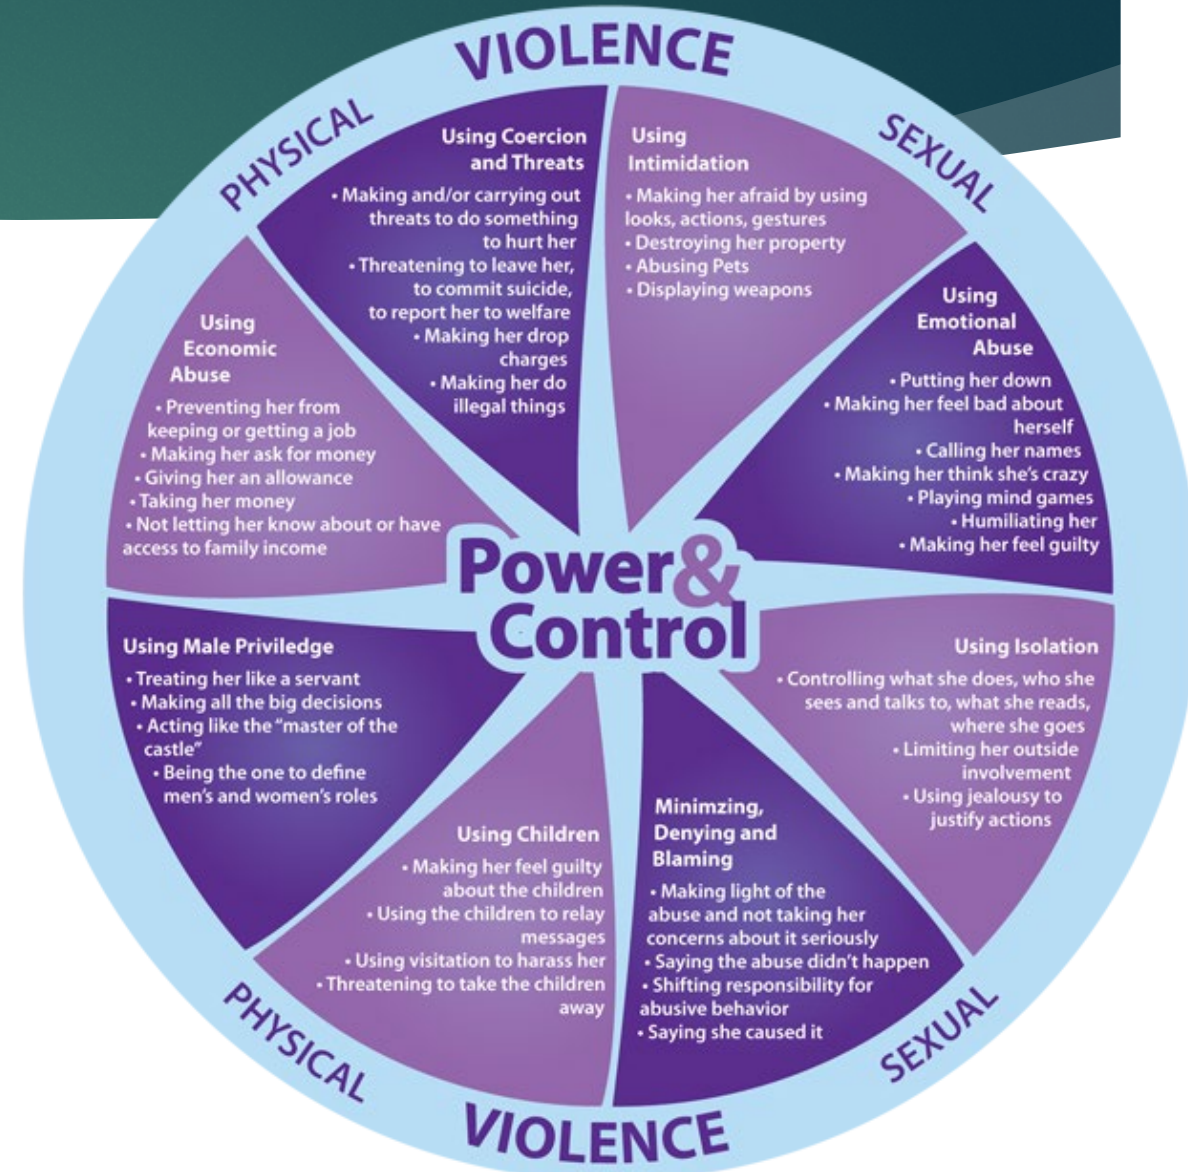 VIOLENCE
PHYSICAL
SEXUAL
Using Coercion
and Threats
• Making and/or carrying out
threats to do something
to hurt her
• Threatening to leave her,
to commit suicide,
to report her to welfare
• Making her drop
charges
• Making her do
illegal things
Using
Intimidation
• Making her afraid by using
looks, actions, gestures
• Destroying her property
• Abusing Pets
• Displaying weapons
Using
Emotional
Abuse
• Putting her down
• Making her feel bad about
herself
• Calling her names
• Making her think she's crazy
• Playing mind games
• Humiliating her
• Making her feel guilty
Using Isolation
• Controlling what she does, who she
sees and talks to, what she reads,
where she goes
• Limiting her outside
involvement
• Using jealousy to
justify actions
Minimzing,
Denying and
Blaming
• Making light of the
abuse and not taking her
concerns about it seriously
• Saying the abuse didn't happen
• Shifting responsibility for
abusive behavior
• Saying she caused it
Using Children
• Making her feel guilty
about the children
• Using the children to relay
messages
• Using visitation to harass her
• Threatening to take the children
away
Using Male Priviledge
• Treating her like a servant
• Making all the big decisions
• Acting like the "master of the
castle"
• Being the one to define
men's and women's roles
Using
Economic
Abuse
• Preventing her from
keeping or getting a job
• Making her ask for money
• Giving her an allowance
• Taking her money
• Not letting her know about or have
access to family income
Power &
Control
PHYSICAL
SEXUAL
VIOLENCE